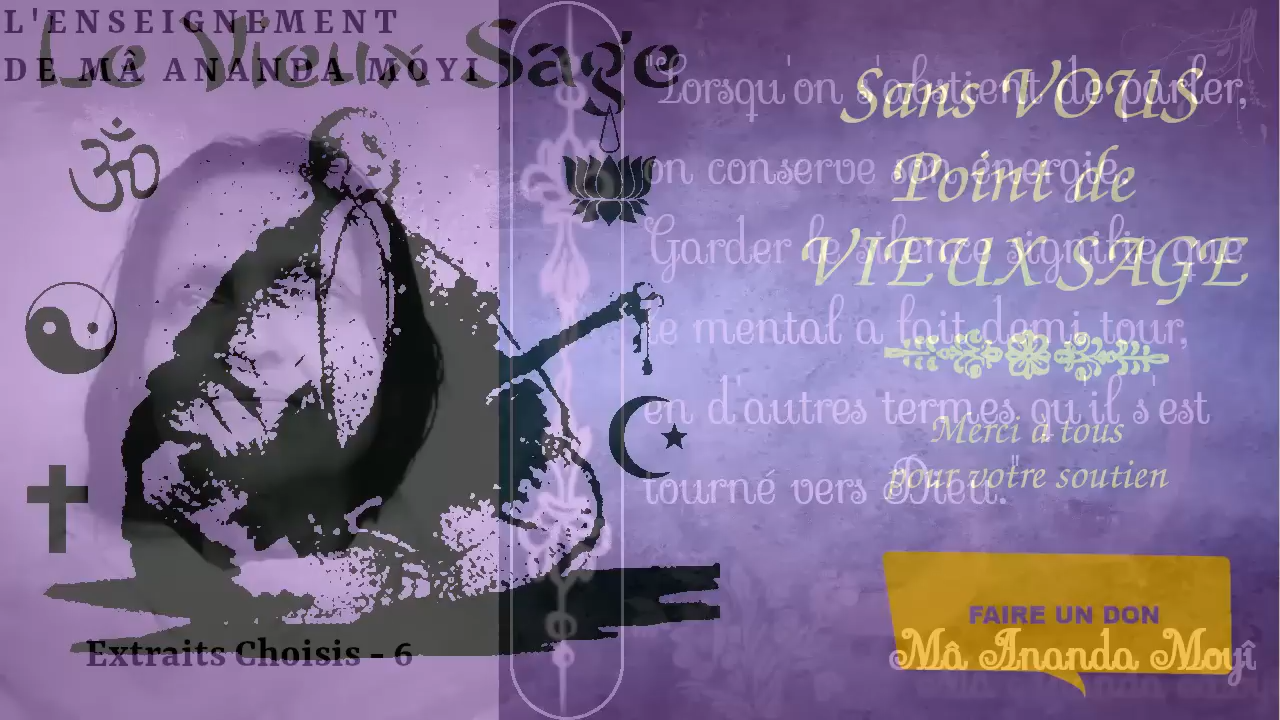 L'ENSEIGNEMENT
DE MÂ ANANDA MOYI
Le Vieux Sage
"Lorsqu'on s'abstient de parler,
on conserve son énergie.
Garder le silence signifie que
le mental a fait demi tour,
en d'autres termes qu'il s'est
tourné vers Dieu."
Sans VOUS
Point de
VIEUX SAGE
Merci à tous
pour votre soutien
FAIRE UN DON
Mâ Ananda Moyî
Extraits Choisis - 6